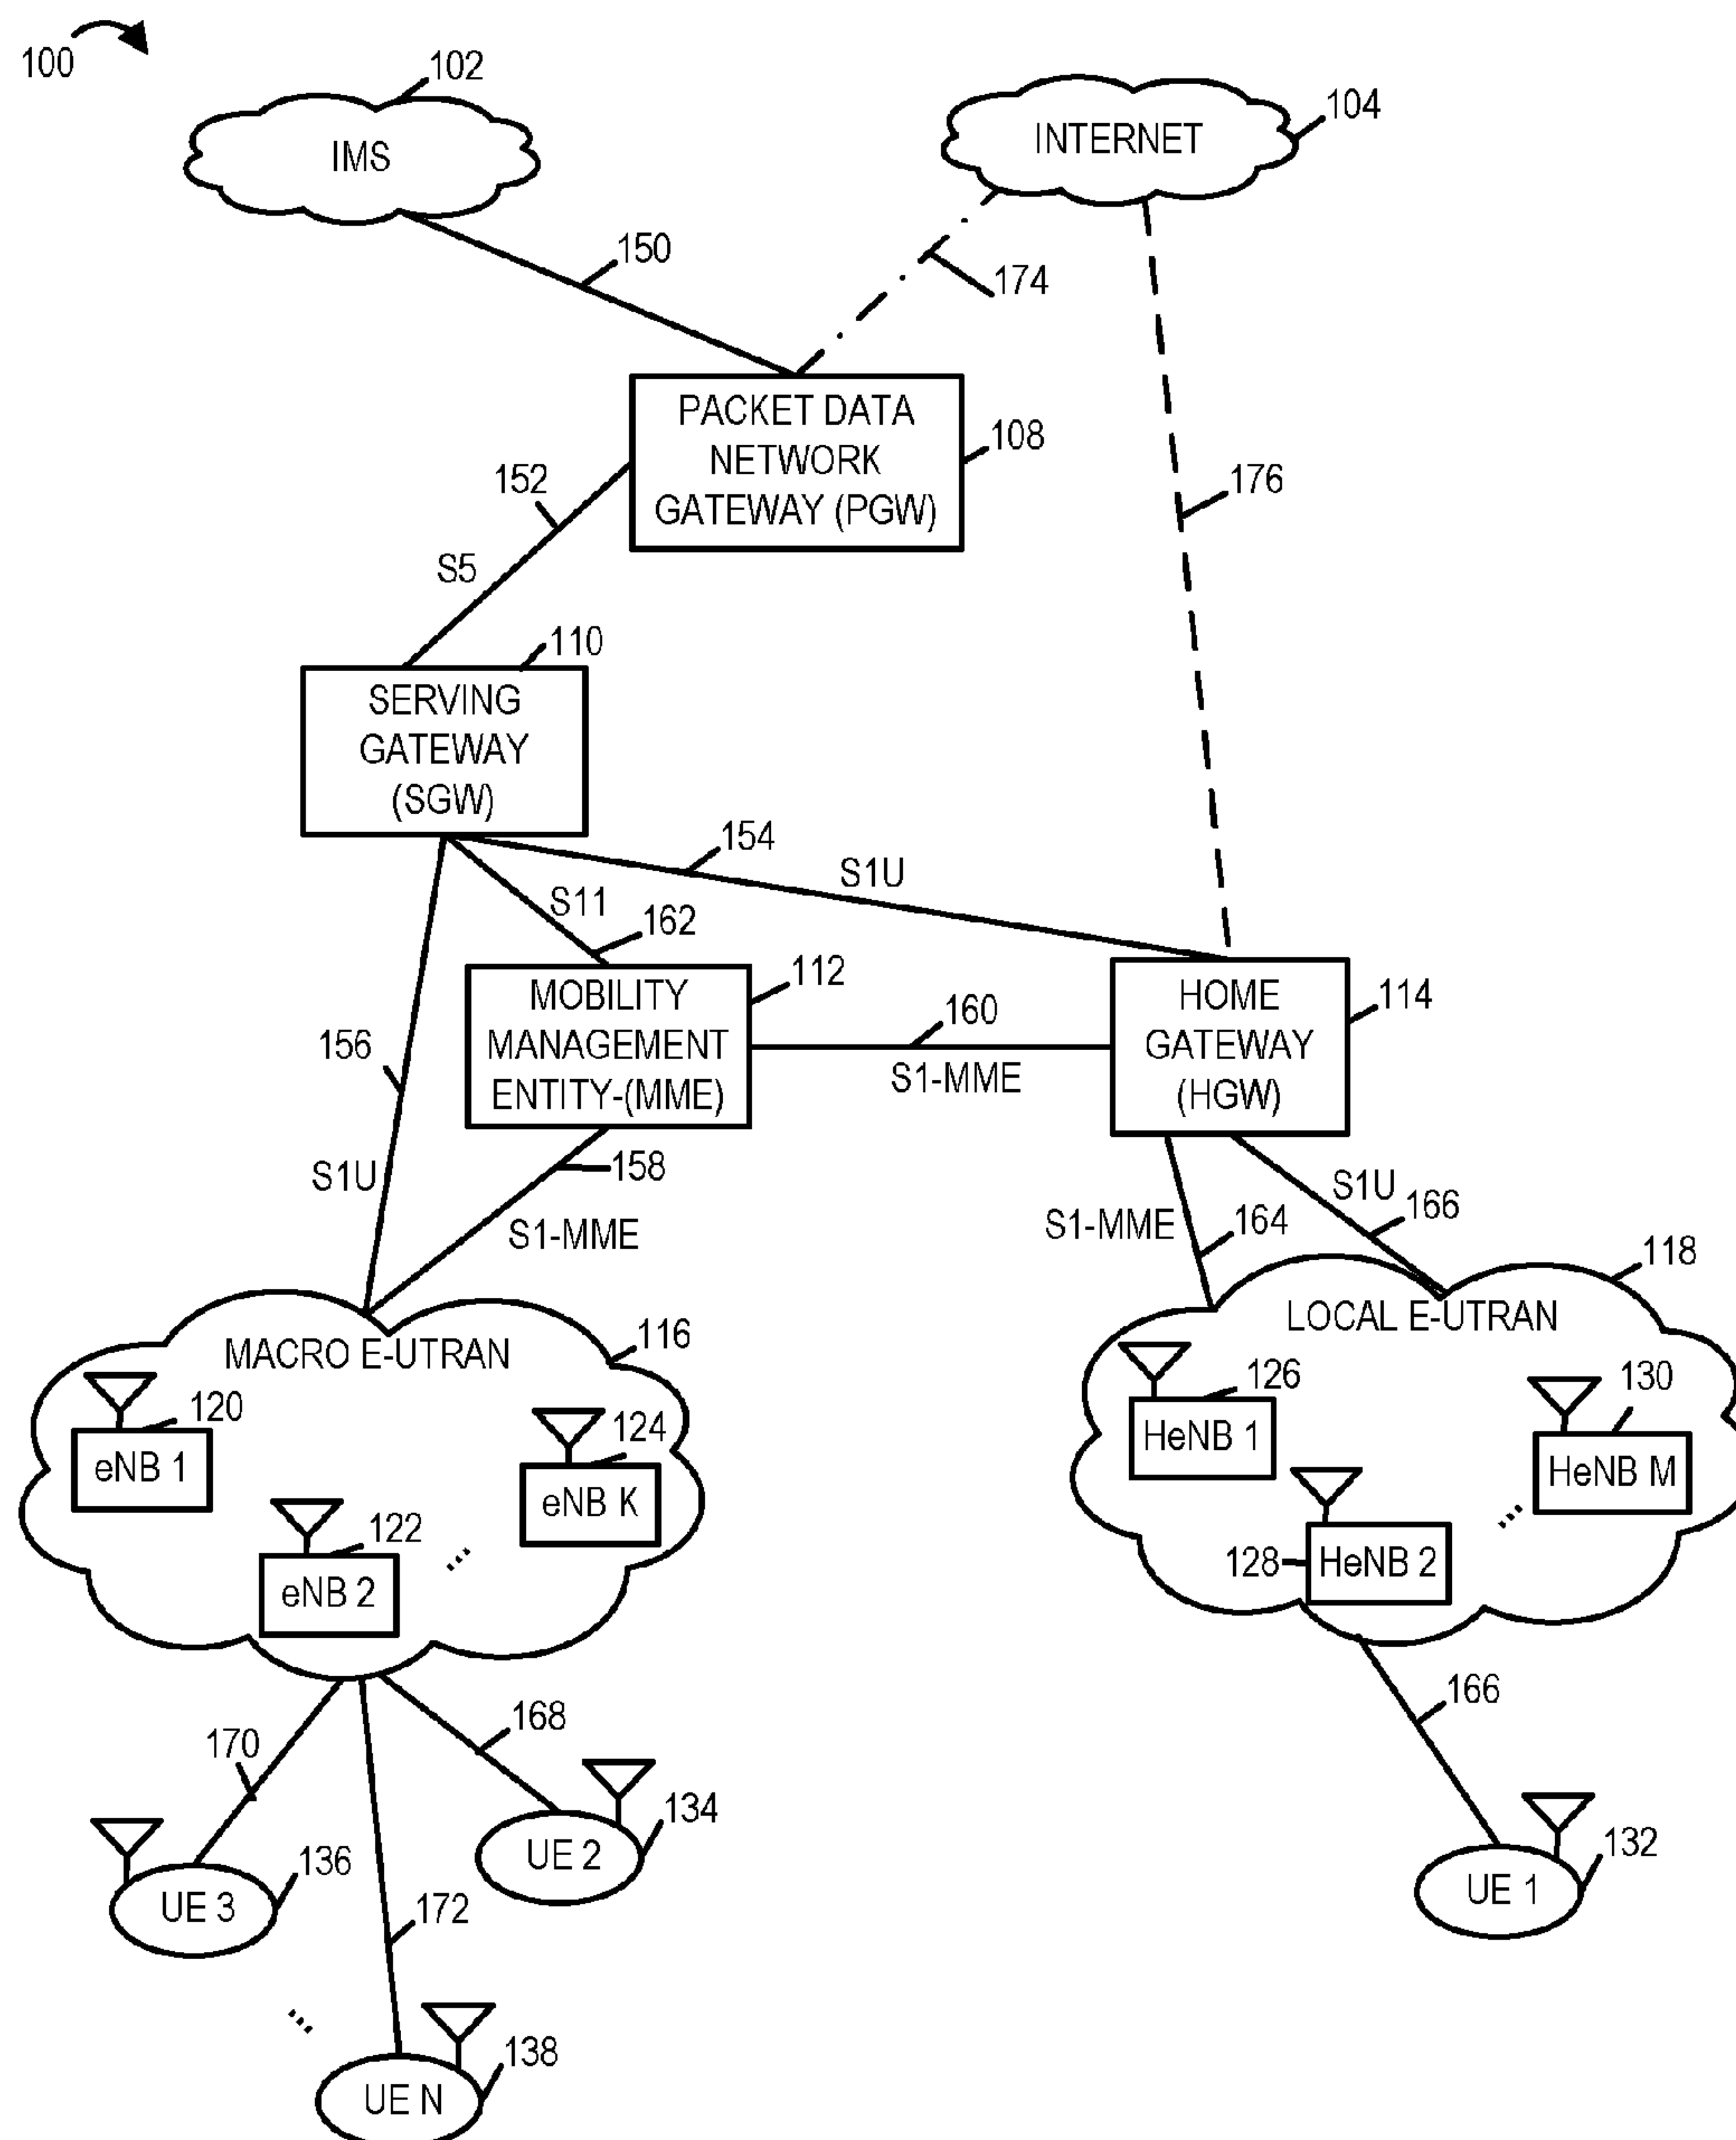 100
102
IMS
104
INTERNET
150
174
PACKET DATA
NETWORK
GATEWAY (PGW)
108
152
S5
176
110
SERVING
GATEWAY
(SGW)
154
S1U
S11
162
112
MOBILITY
MANAGEMENT
ENTITY-(MME)
160
S1-MME
HOME
GATEWAY
(HGW)
114
156
S1U
158
S1-MME
S1-MME
164
S1U
166
118
LOCAL E-UTRAN
116
MACRO E-UTRAN
120
eNB 1
124
eNB K
122
eNB 2
...
126
HeNB 1
130
HeNB M
...
128
HeNB 2
170
168
166
134
UE 2
136
UE 3
172
132
UE 1
...
138
UE N